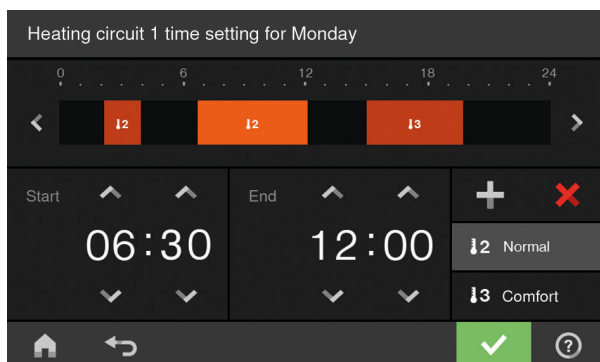 Heating circuit 1 time setting for Monday
0 6 12 18 24
2 2 3
Start 06:30 End 12:00
2 Normal
3 Comfort
?